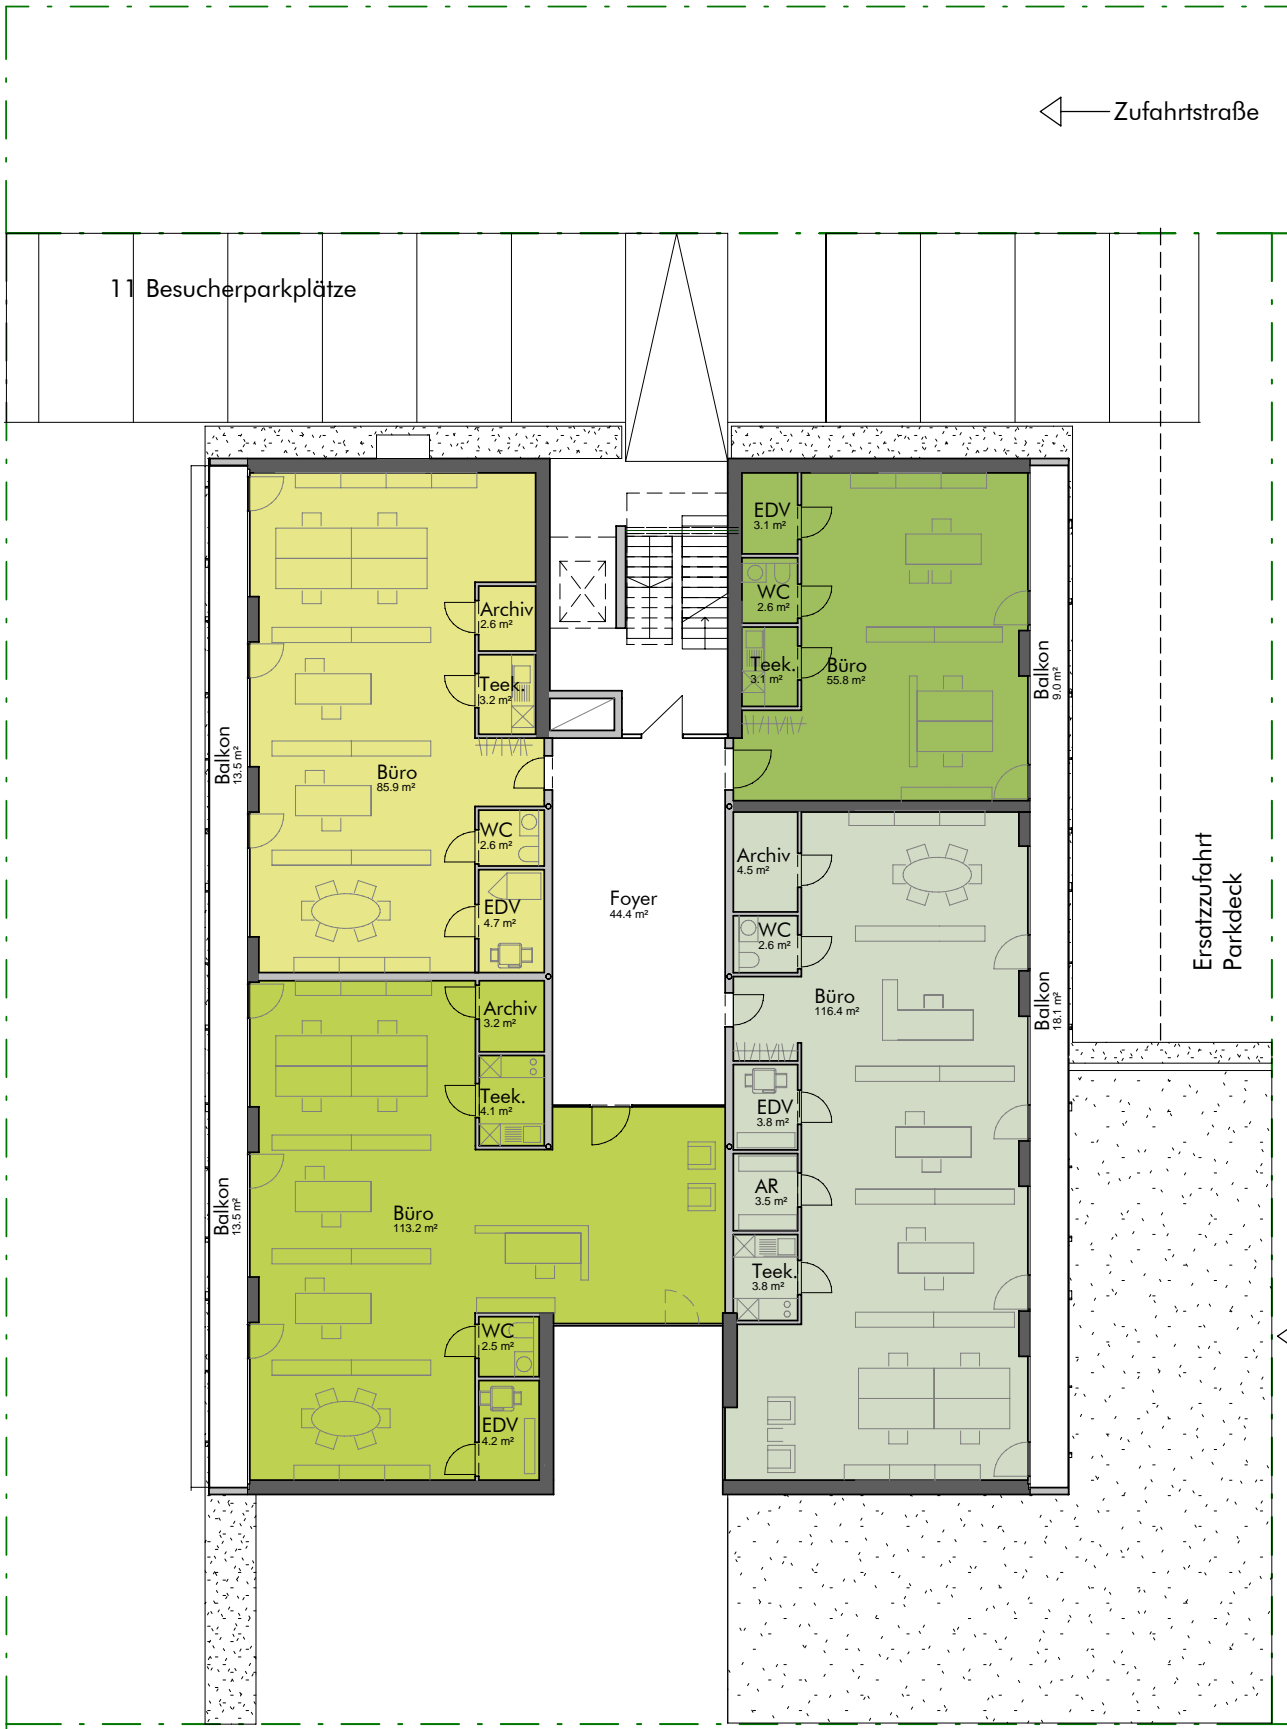 Zufahrtstraße
11 Besucherparkplätze
EDV
3.1 m²
WC
2.6 m²
Archiv
2.6 m²
Teek.
3.2 m²
Teek.
3.1 m²
Büro
55.8 m²
Balkon
9.0 m²
Balkon
13.5 m²
Büro
85.9 m²
WC
2.6 m²
Archiv
4.5 m²
EDV
4.7 m²
Foyer
44.4 m²
WC
2.6 m²
Ersatzzufahrt
Parkdeck
Archiv
3.2 m²
Büro
116.4 m²
Balkon
18.1 m²
Teek.
4.1 m²
EDV
3.8 m²
AR
3.5 m²
Balkon
13.5 m²
Büro
113.2 m²
Teek.
3.8 m²
WC
2.5 m²
EDV
4.2 m²